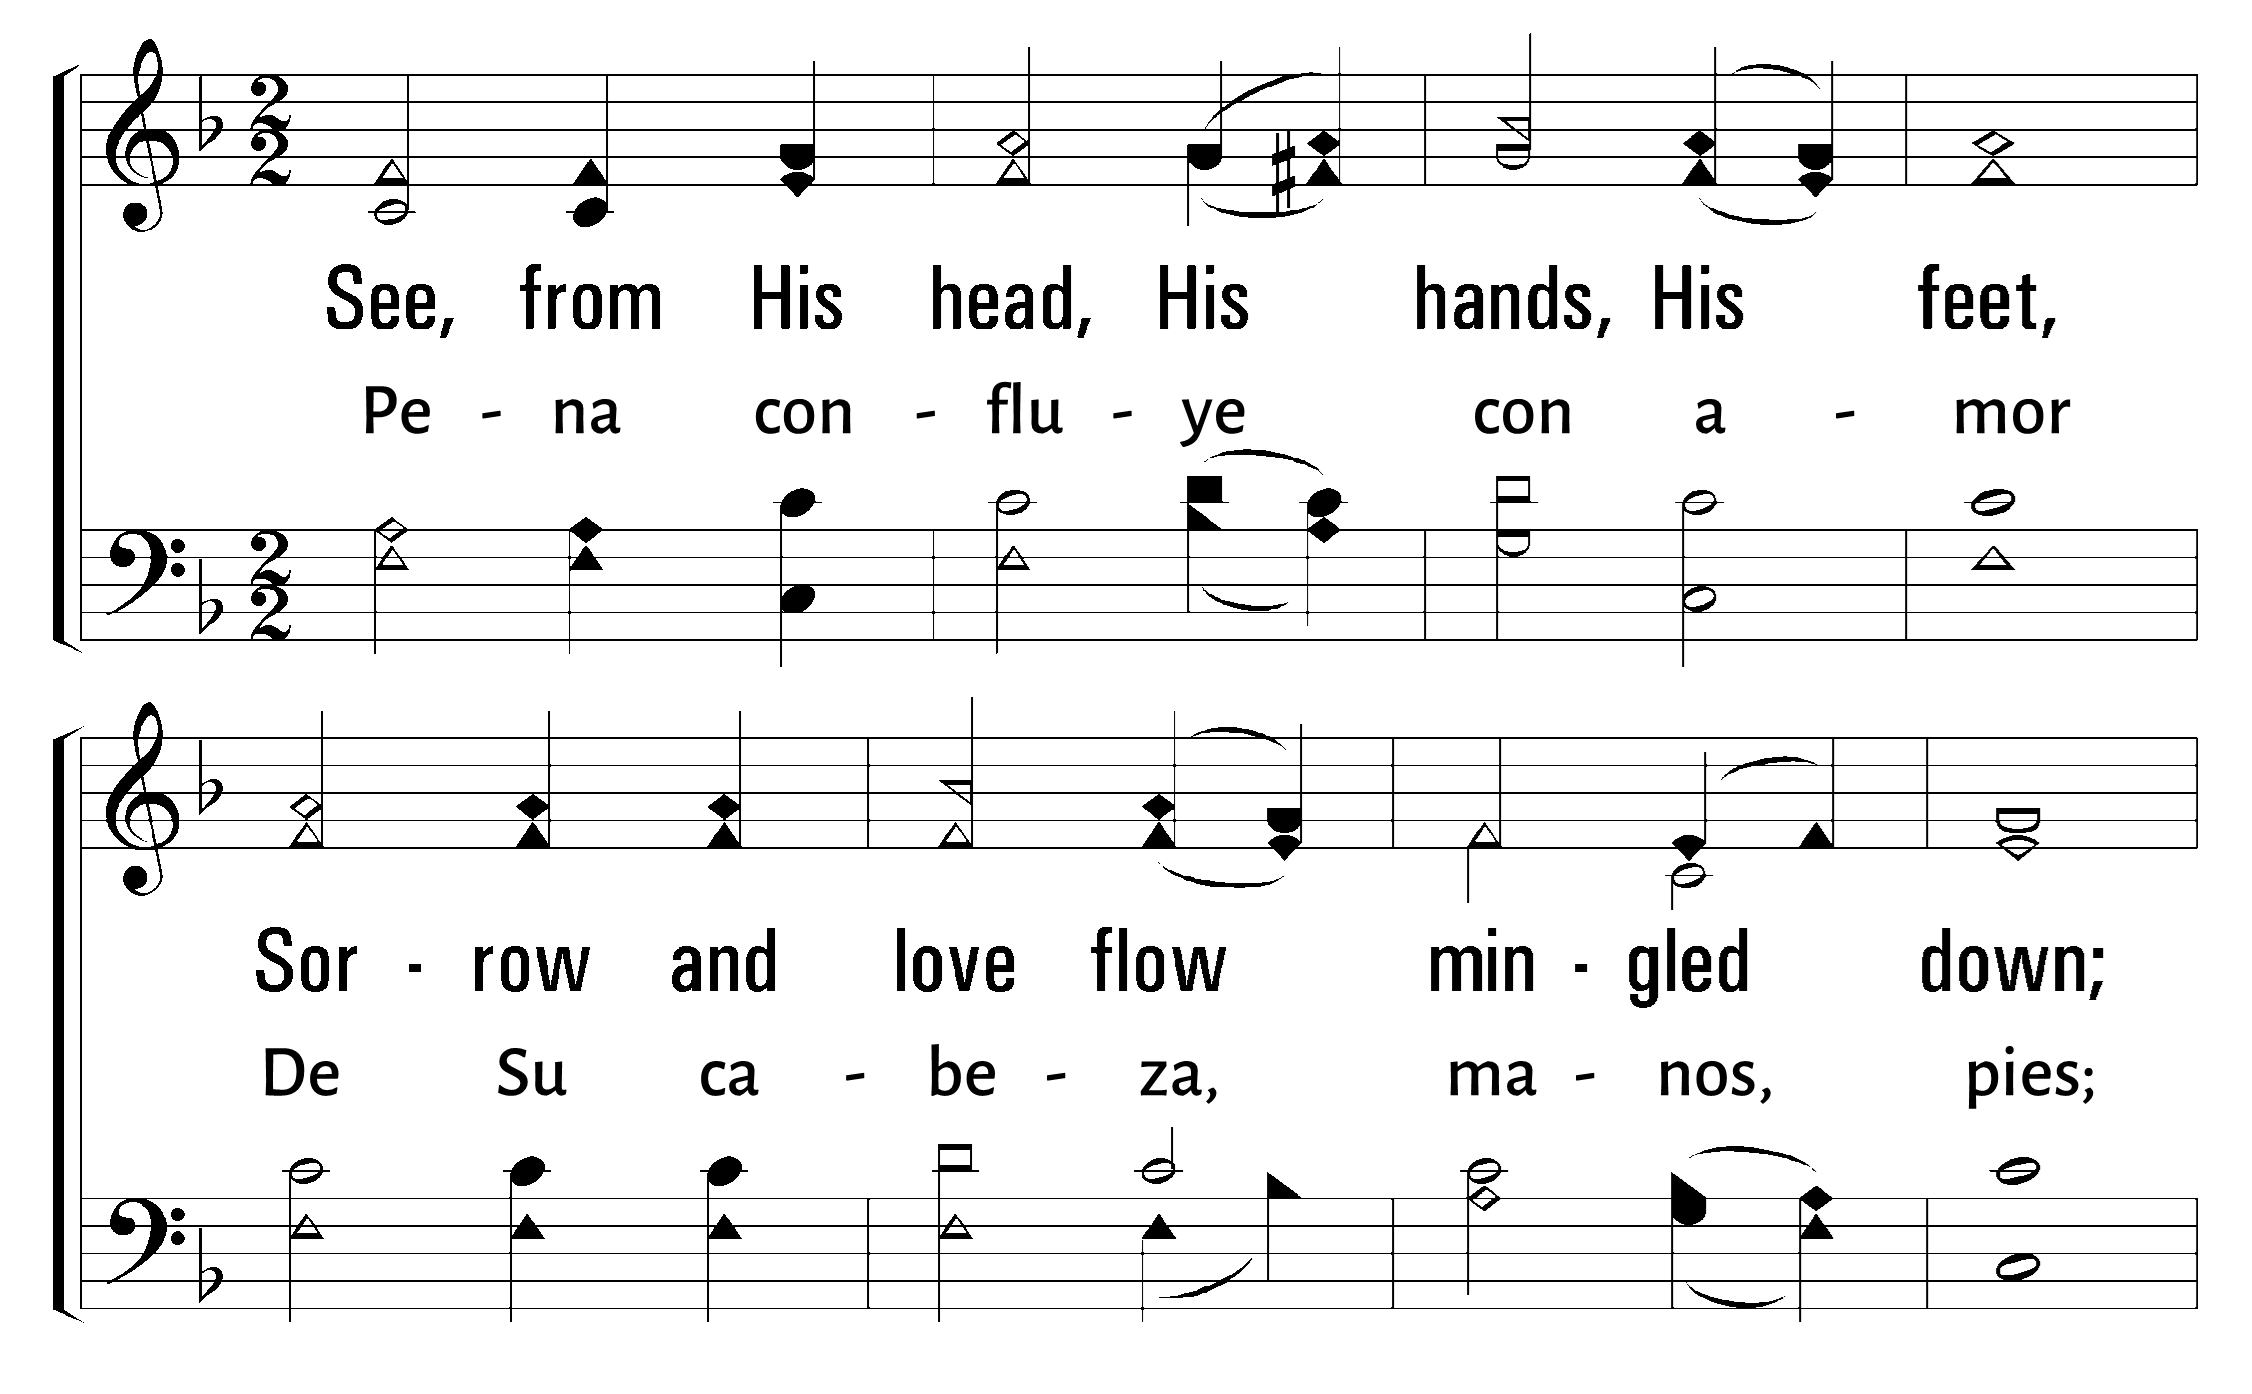 See, from His head, His hands, His feet,
Pe - na con - flu - ye con a - mor
Sor - row and love flow min - gled down;
De Su ca - be - za, ma - nos, pies;